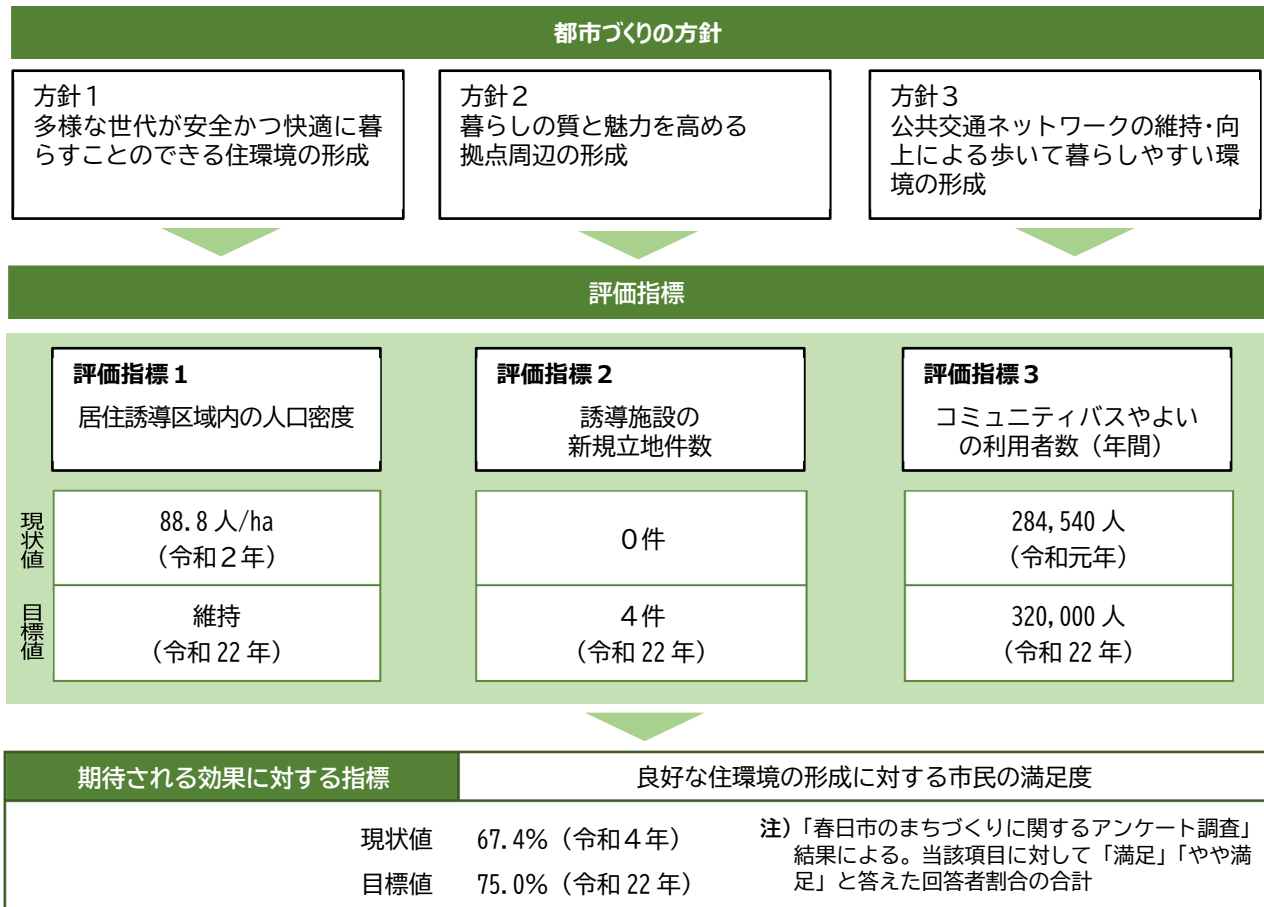 都市づくりの方針
方針1
多様な世代が安全かつ快適に暮
らすことのできる住環境の形成
方針2
暮らしの質と魅力を高める
拠点周辺の形成
方針3
公共交通ネットワークの維持・向
上による歩いて暮らしやすい環
境の形成
評価指標
評価指標1
居住誘導区域内の人口密度
評価指標2
誘導施設の
新規立地件数
評価指標3
コミュニティバスやよい
の利用者数（年間）
現状値
88.8人/ha
（令和2年）
0件
284,540人
（令和元年）
目標値
維持
（令和22年）
4件
（令和22年）
320,000人
（令和22年）
期待される効果に対する指標
良好な住環境の形成に対する市民の満足度
現状値 67.4%（令和4年）
目標値 75.0%（令和22年）
注）「春日市のまちづくりに関するアンケート調査」
結果による。当該項目に対して「満足」「やや満
足」と答えた回答者割合の合計